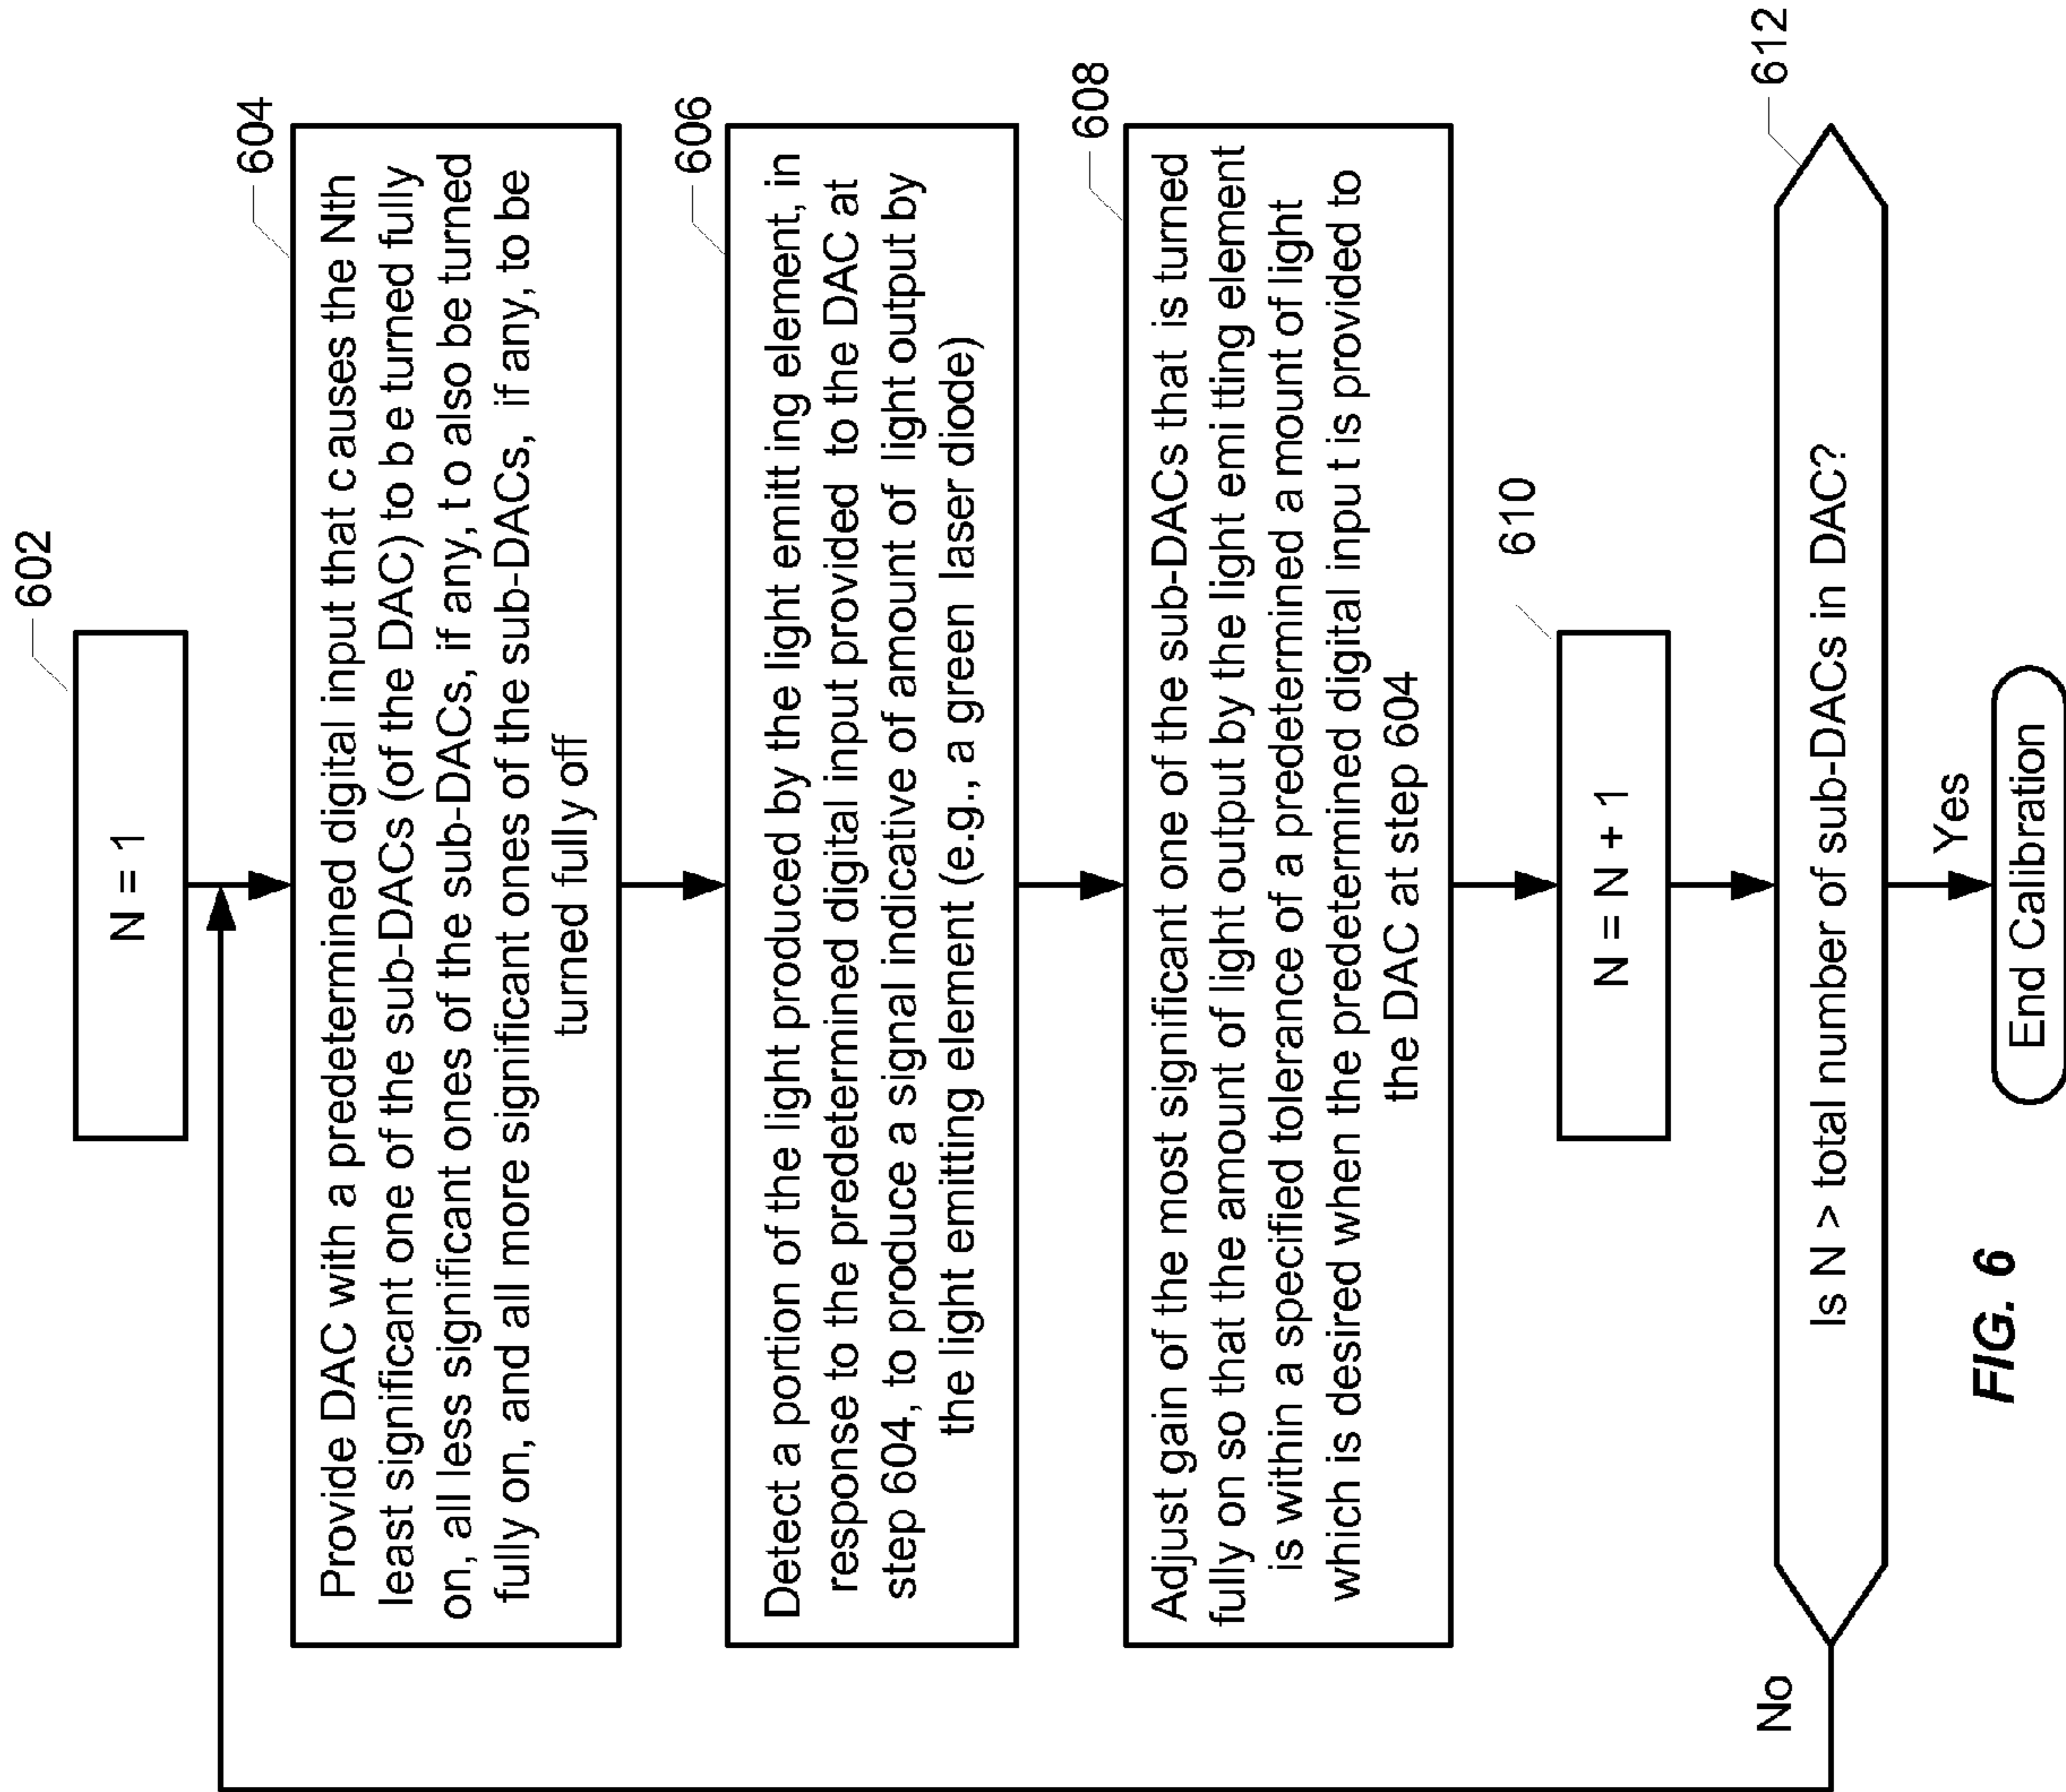 602
N = 1
604
Provide DAC with a predetermined digital input that causes the Nth
least significant one of the sub-DACs (of the DAC) to be turned fully
on, all less significant ones of the sub-DACs, if any, to also be turned
fully on, and all more significant ones of the sub-DACs, if any, to be
turned fully off
606
Detect a portion of the light produced by the light emitting element, in
response to the predetermined digital input provided to the DAC at
step 604, to produce a signal indicative of amount of light output by
the light emitting element (e.g., a green laser diode)
608
Adjust gain of the most significant one of the sub-DACs that is turned
fully on so that the amount of light output by the light emitting element
is within a specified tolerance of a predetermined amount of light
which is desired when the predetermined digital input is provided to
the DAC at step 604
610
N = N + 1
612
Is N > total number of sub-DACs in DAC?
No
Yes
End Calibration
FIG. 6